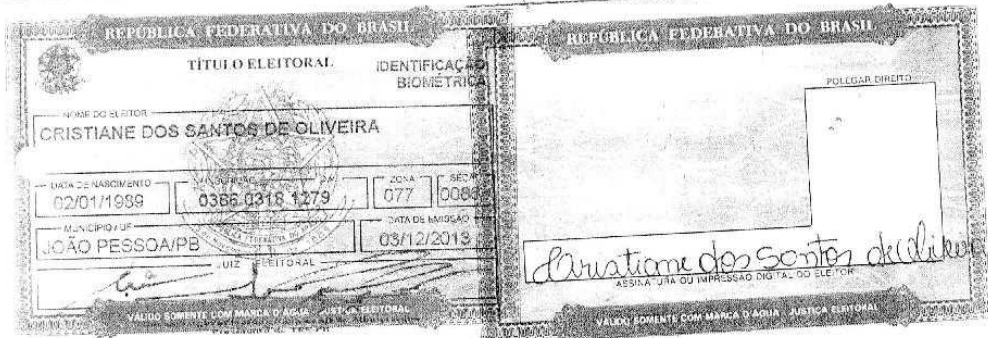 REPÚBLICA FEDERATIVA DO BRASIL
TÍTULO ELEITORAL
IDENTIFICAÇÃO
BIOMÉTRICA
NOME DO ELEITOR
CRISTIANE DOS SANTOS DE OLIVEIRA
DATA DE NASCIMENTO
ZONA
02/01/1989
0386 0318 1279
077
MUNICÍPIO / UF
DATA DE EMISSÃO
JOÃO PESSOA/PB
03/12/2013
JUIZ ELEITORAL
VÁLIDO SOMENTE COM MARCA D'ÁGUA - JUSTIÇA ELEITORAL
REPÚBLICA FEDERATIVA DO BRASIL
POLEGAR DIREITO
Cristiane dos Santos de Olivei
ASSINATURA OU IMPRESSÃO DIGITAL DO ELEITOR
VÁLIDO SOMENTE COM MARCA D'ÁGUA - JUSTIÇA ELEITORAL